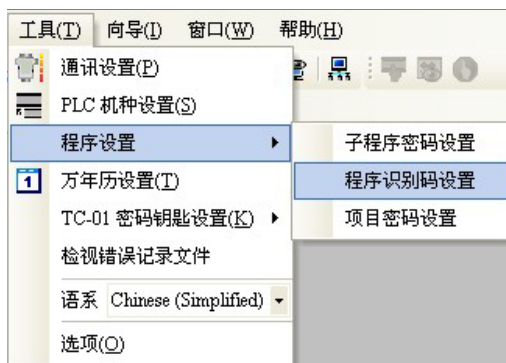 工具(T) 向导(I) 窗口(W) 帮助(H)
通讯设置(P)
PLC 机种设置(S)
程序设置
子程序密码设置
1 万年历设置(T)
程序识别码设置
TC-01 密码钥匙设置(K)
项目密码设置
检视错误记录文件
语系 Chinese (Simplified)
选项(O)